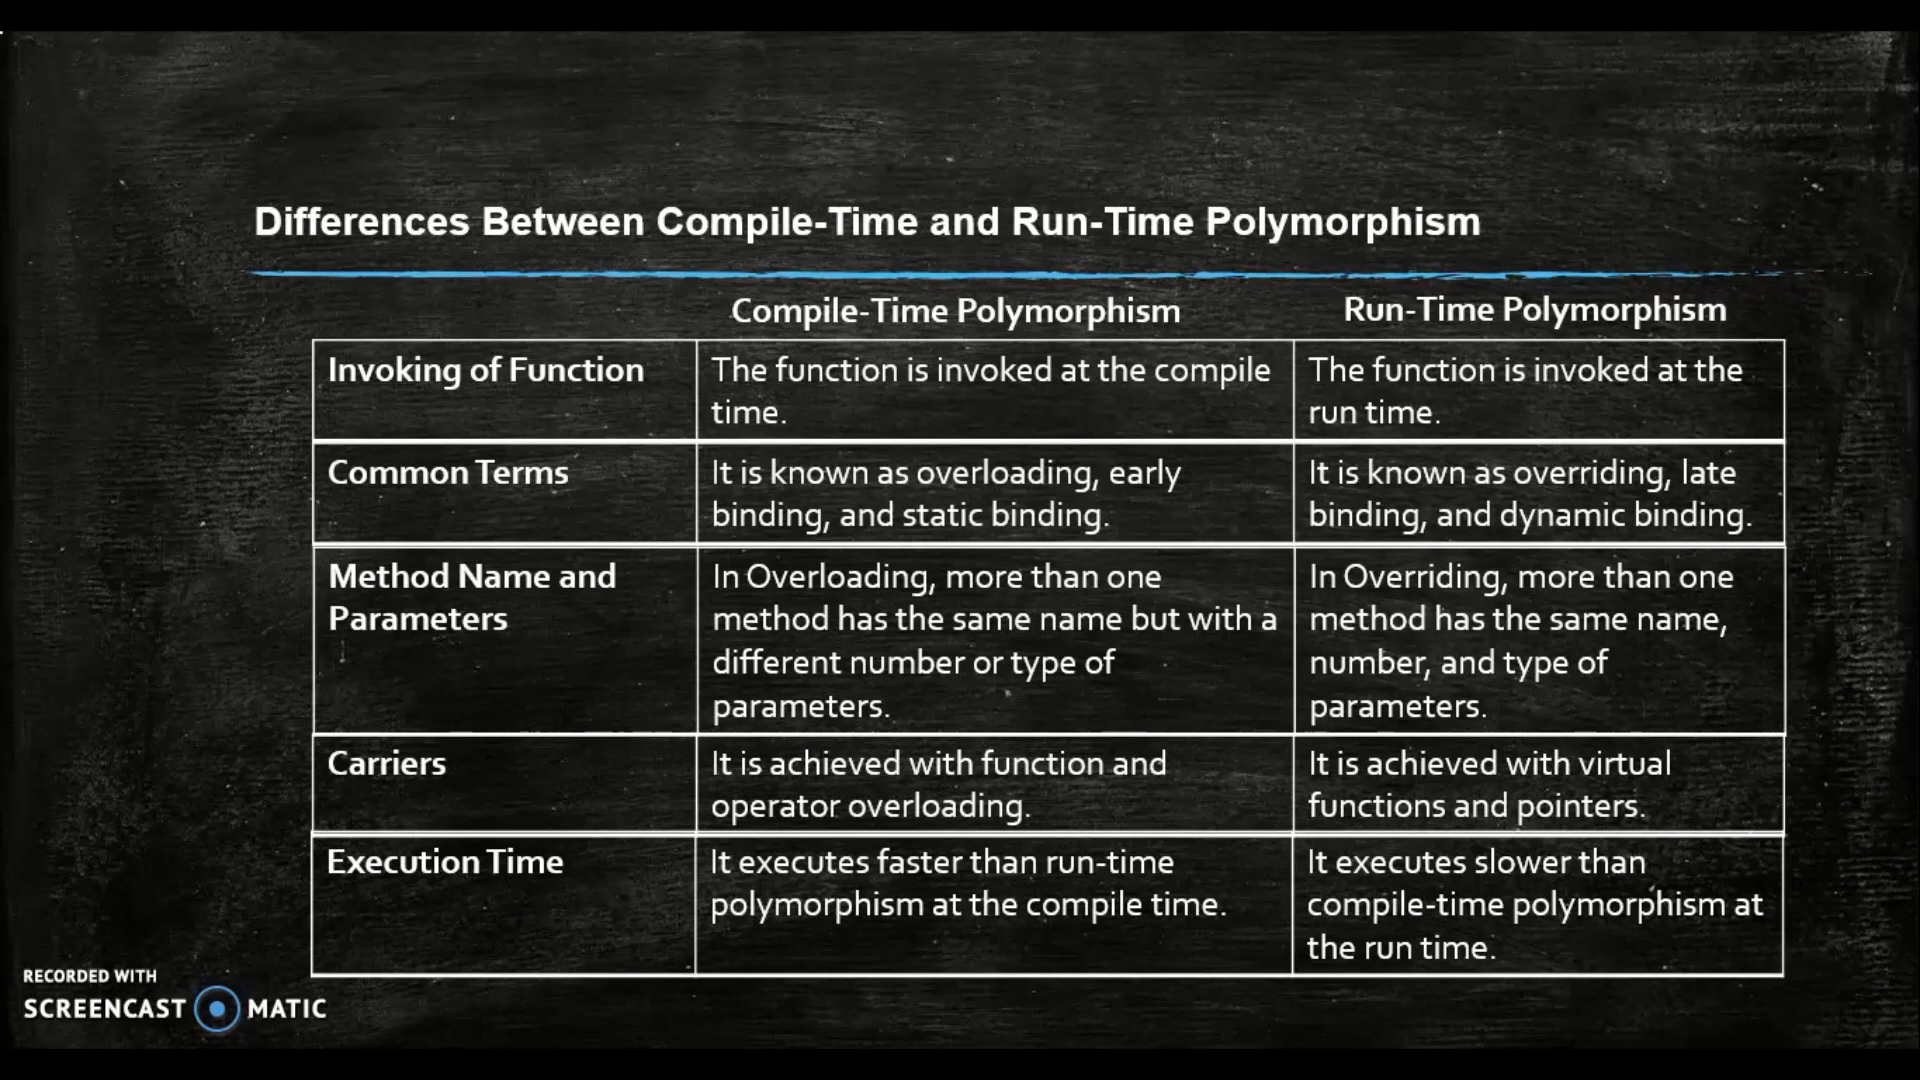 Differences Between Compile-Time and Run-Time Polymorphism
Compile-Time Polymorphism
Run-Time Polymorphism
Invoking of Function
The function is invoked at the compile
time.
The function is invoked at the
run time.
Common Terms
It is known as overloading, early
binding, and static binding.
It is known as overriding, late
binding, and dynamic binding.
Method Name and
Parameters
In Overloading, more than one
method has the same name but with a
different number or type of
parameters.
In Overriding, more than one
method has the same name,
number, and type of
parameters.
Carriers
It is achieved with function and
operator overloading.
It is achieved with virtual
functions and pointers.
Execution Time
It executes faster than run-time
polymorphism at the compile time.
It executes slower than
compile-time polymorphism at
the run time.
RECORDED WITH
SCREENCAST MATIC